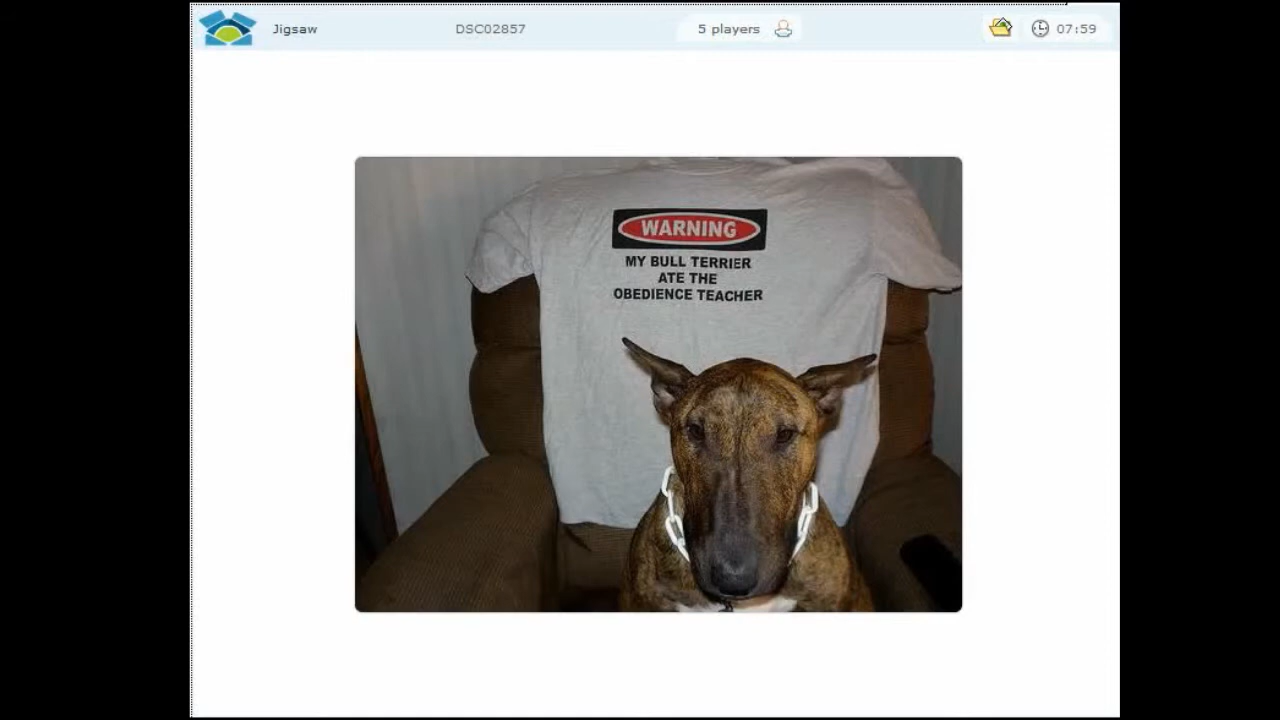 Jigsaw DSC02857 5 players 07:59
WARNING
MY BULL TERRIER
ATE THE
OBEDIENCE TEACHER